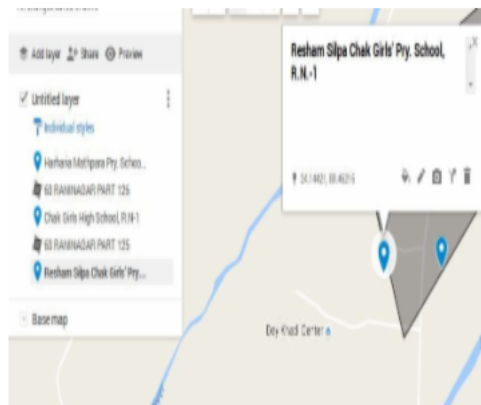 Add layer Share Preview
Untitled layer
Individual styles
Harharia Mathpara Pry. Schoo...
63 RANINAGAR PART 125
Chak Girls High School, R.N-1
63 RANINAGAR PART 125
Resham Silpa Chak Girls' Pry...
Base map
Resham Silpa Chak Girls' Pry. School,
R.N.-1
Dey Khadi Center